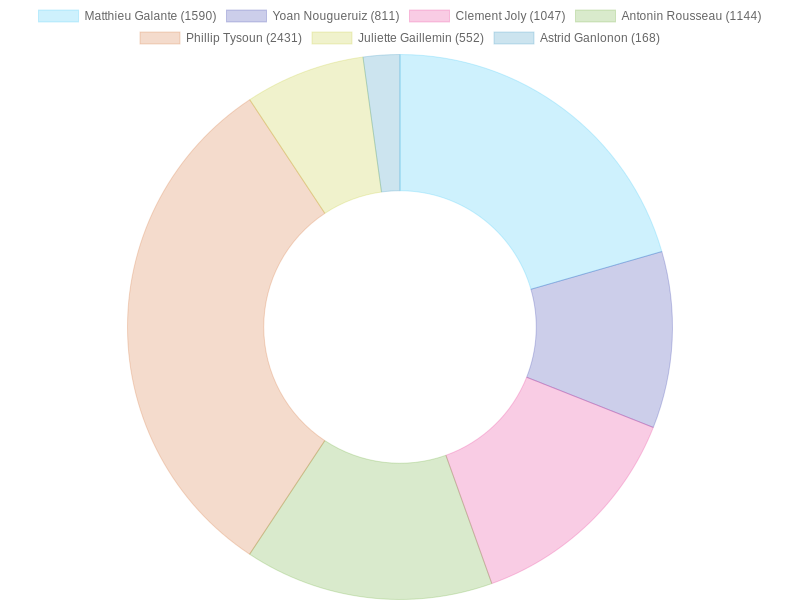 Matthieu Galante (1590) Yoan Nougueruiz (811) Clement Joly (1047) Antonin Rousseau (1144)
Phillip Tysoun (2431) Juliette Gaillemin (552) Astrid Ganlonon (168)